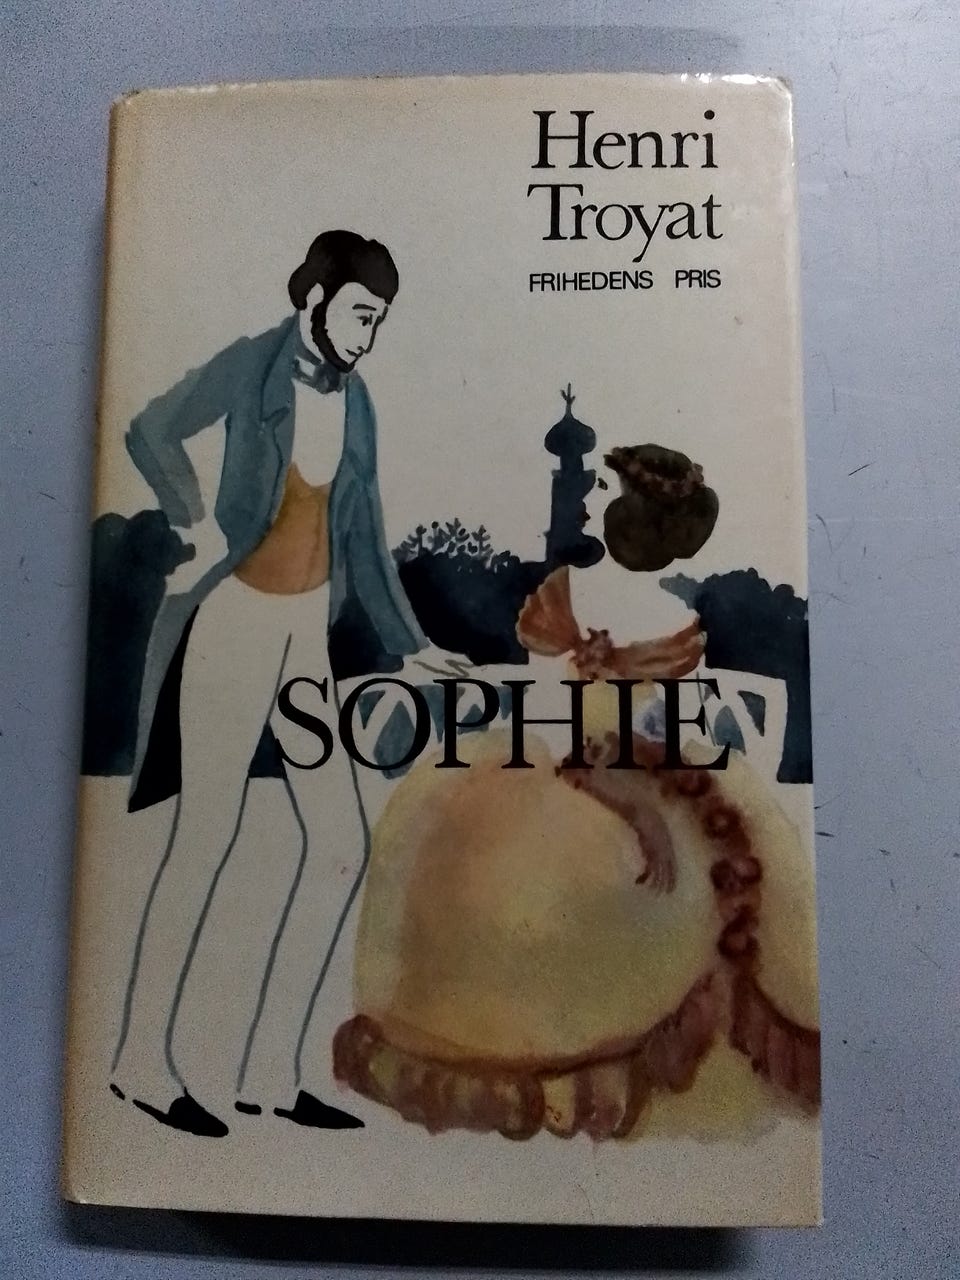 Henri
Troyat
FRIHEDENS PRIS
SOPHIE